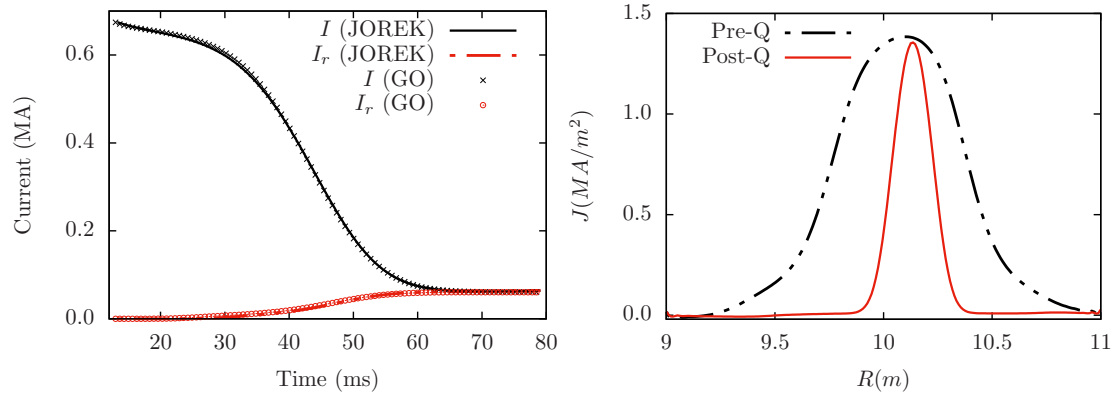 I (JOREK)
I_r (JOREK)
I (GO)
I_r (GO)
Current (MA)
0.6
0.4
0.2
0.0
20 30 40 50 60 70 80
Time (ms)
Pre-Q
Post-Q
J(MA/m^2)
1.5
1.0
0.5
0.0
9 9.5 10 10.5 11
R(m)